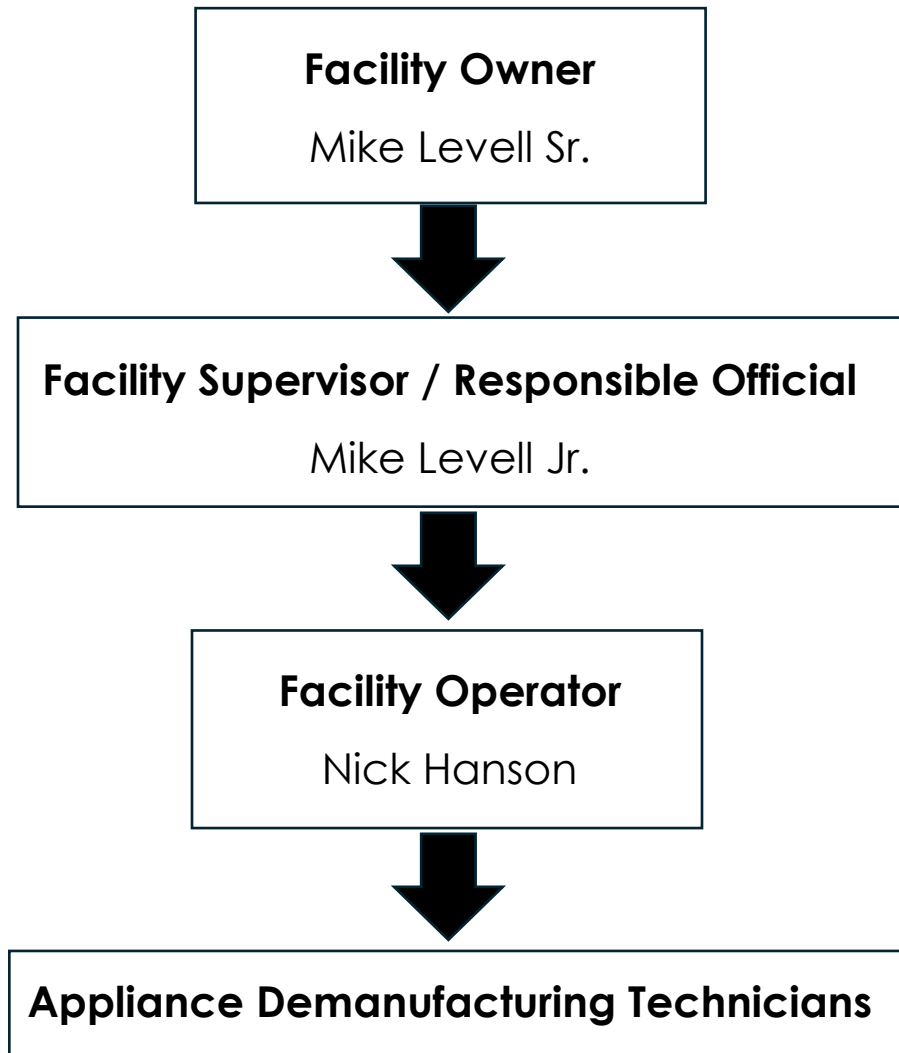 Facility Owner
Mike Levell Sr.
Facility Supervisor / Responsible Official
Mike Levell Jr.
Facility Operator
Nick Hanson
Appliance Demanufacturing Technicians